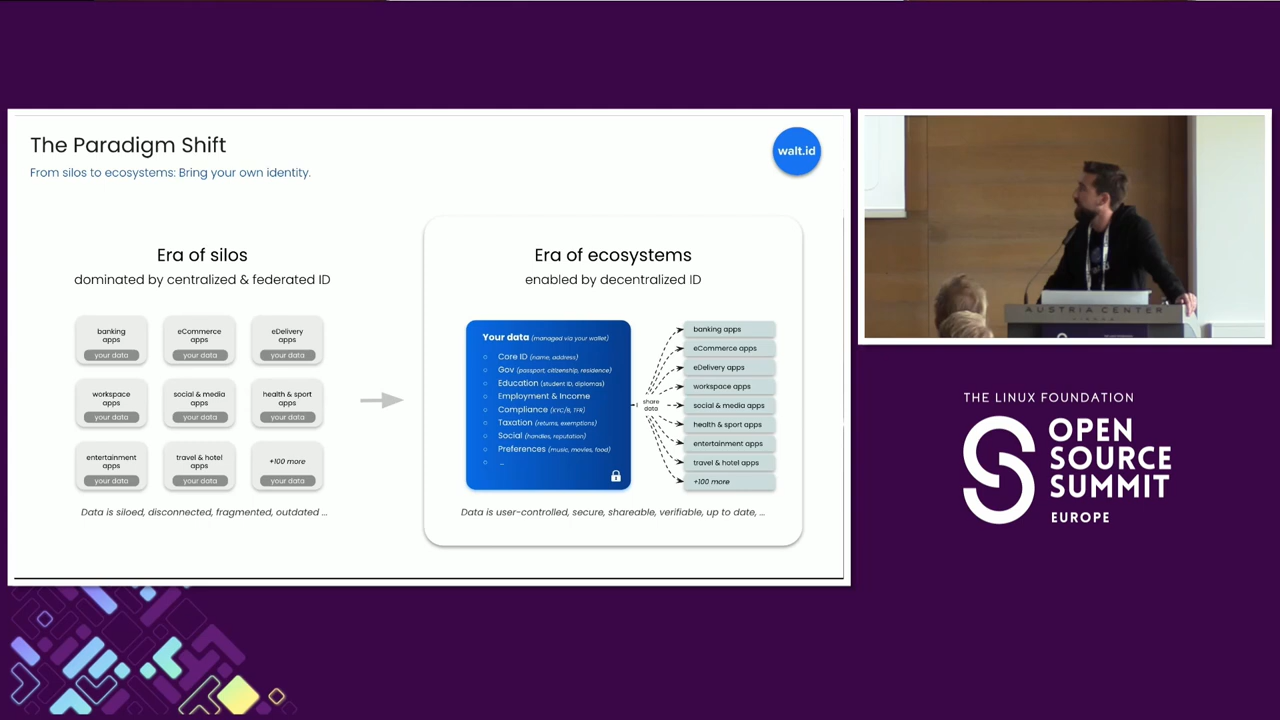 The Paradigm Shift
From silos to ecosystems: Bring your own identity.
walt.id
Era of silos
dominated by centralized & federated ID
banking
apps
your data
eCommerce
apps
your data
eDelivery
apps
your data
workspace
apps
your data
social & media
apps
your data
health & sport
apps
your data
entertainment
apps
your data
travel & hotel
apps
your data
+100 more
your data
Data is siloed, disconnected, fragmented, outdated ...
Era of ecosystems
enabled by decentralized ID
Your data (managed via your wallet)
○ Core ID (name, address)
○ Gov (passport, citizenship, residence)
○ Education (student ID, diplomas)
○ Employment & Income
○ Compliance (KYC/B, TFR)
○ Taxation (returns, exemptions)
○ Social (handles, reputation)
○ Preferences (music, movies, food)
○ ...
share
data
banking apps
eCommerce apps
eDelivery apps
workspace apps
social & media apps
health & sport apps
entertainment apps
travel & hotel apps
+100 more
Data is user-controlled, secure, shareable, verifiable, up to date, ...
AUSTRIA CENTER
THE LINUX FOUNDATION
OPEN
SOURCE
SUMMIT
EUROPE